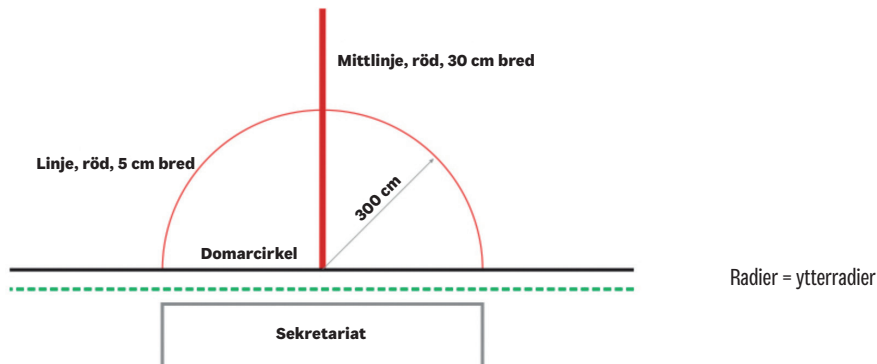 Mittlinje, röd, 30 cm bred
Linje, röd, 5 cm bred
300 cm
Domarcirkel
Radier = ytterradier
Sekretariat